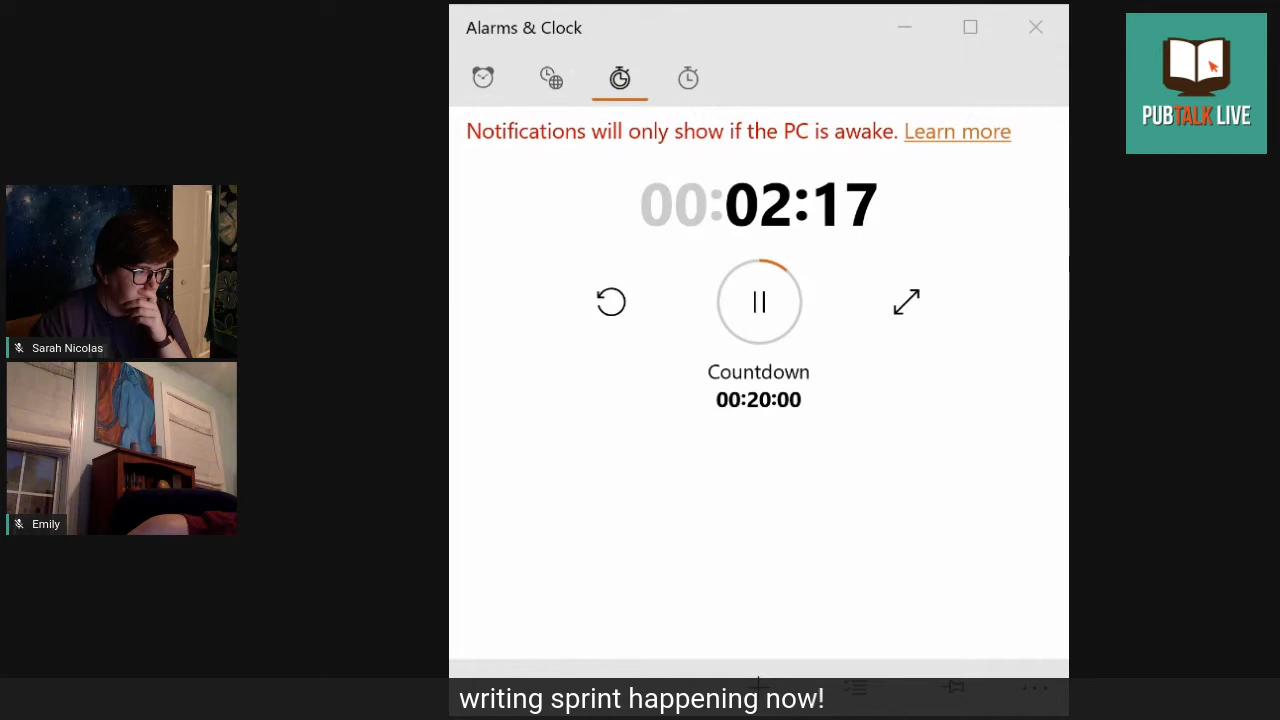 Alarms & Clock
PUBTALK LIVE
Notifications will only show if the PC is awake. Learn more
00:02:17
Countdown
00:20:00
Sarah Nicolas
Emily
writing sprint happening now!